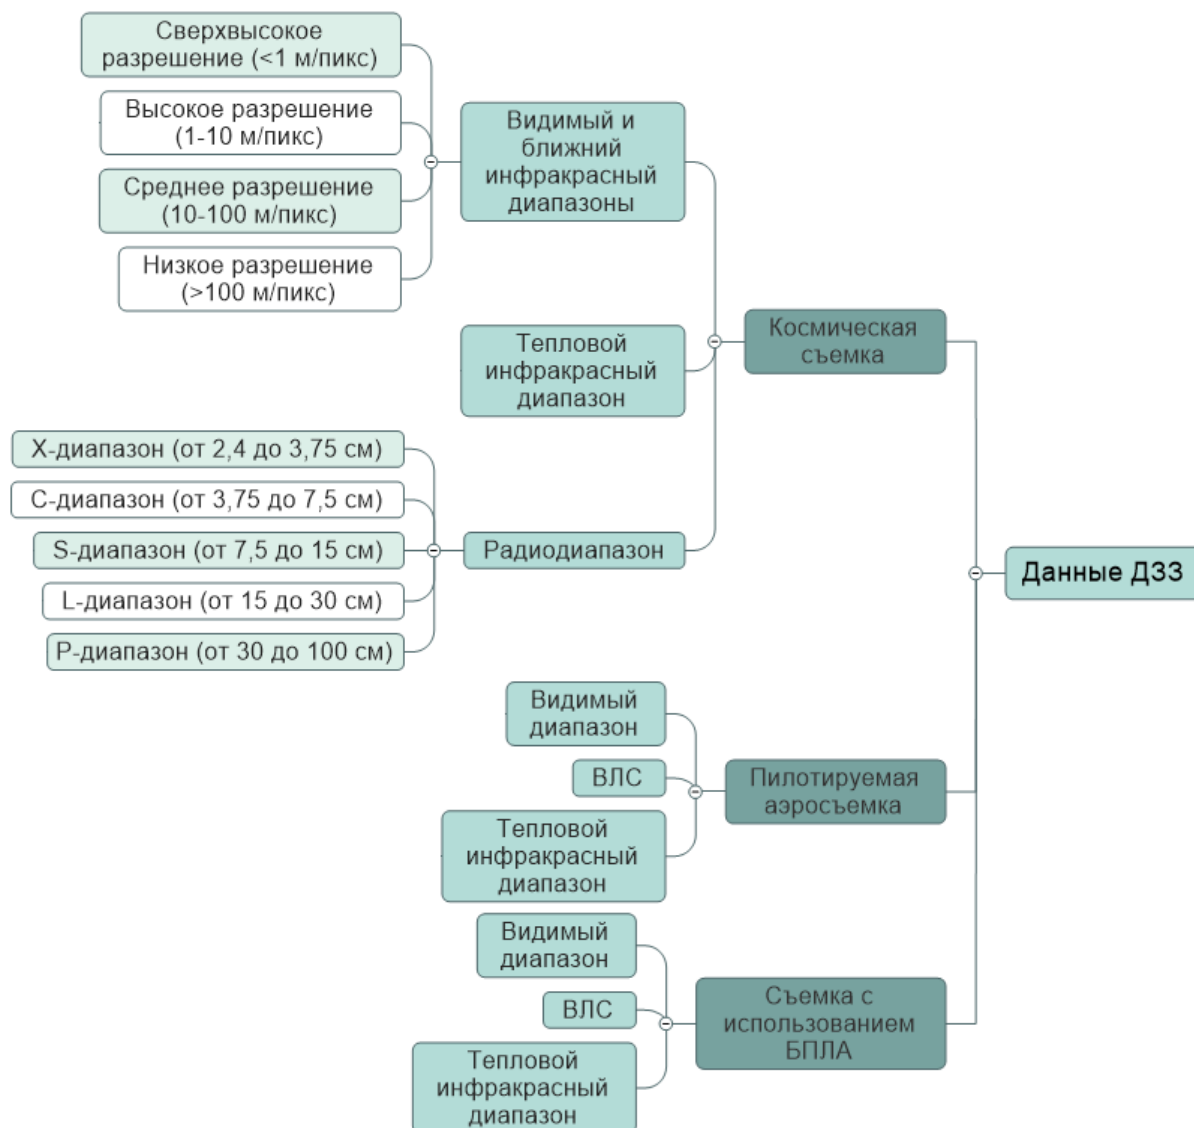 Сверхвысокое
разрешение (<1 м/пикс)
Высокое разрешение
(1-10 м/пикс)
Среднее разрешение
(10-100 м/пикс)
Низкое разрешение
(>100 м/пикс)
Видимый и
ближний
инфракрасный
диапазоны
Тепловой
инфракрасный
диапазон
Космическая
съемка
X-диапазон (от 2,4 до 3,75 см)
C-диапазон (от 3,75 до 7,5 см)
S-диапазон (от 7,5 до 15 см)
L-диапазон (от 15 до 30 см)
P-диапазон (от 30 до 100 см)
Радиодиапазон
Данные ДЗЗ
Видимый
диапазон
ВЛС
Тепловой
инфракрасный
диапазон
Пилотируемая
аэросъемка
Видимый
диапазон
ВЛС
Тепловой
инфракрасный
диапазон
Съемка с
использованием
БПЛА